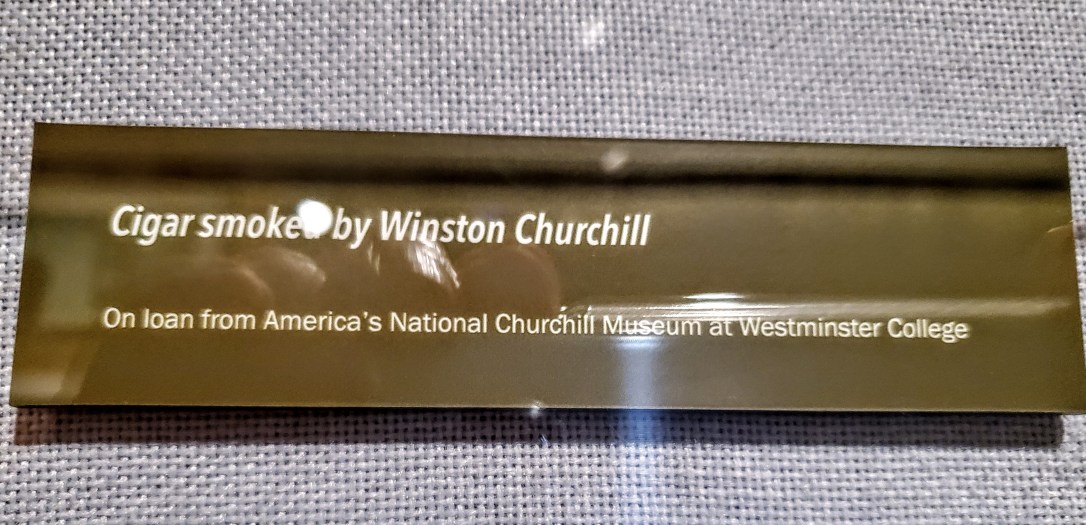 Cigar smoked by Winston Churchill
On loan from America's National Churchill Museum at Westminster College